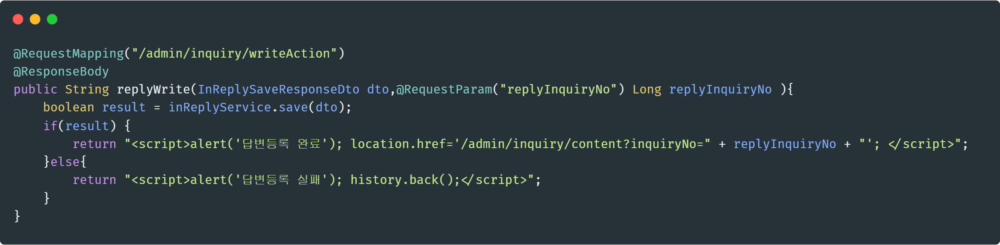 @RequestMapping("/admin/inquiry/writeAction")
@ResponseBody
public String replyWrite(InReplySaveResponseDto dto,@RequestParam("replyInquiryNo") Long replyInquiryNo ){
    boolean result = inReplyService.save(dto);
    if(result) {
        return "<script>alert('답변등록 완료'); location.href='/admin/inquiry/content?inquiryNo=" + replyInquiryNo + "'; </script>";
    }else{
        return "<script>alert('답변등록 실패'); history.back();</script>";
    }
}